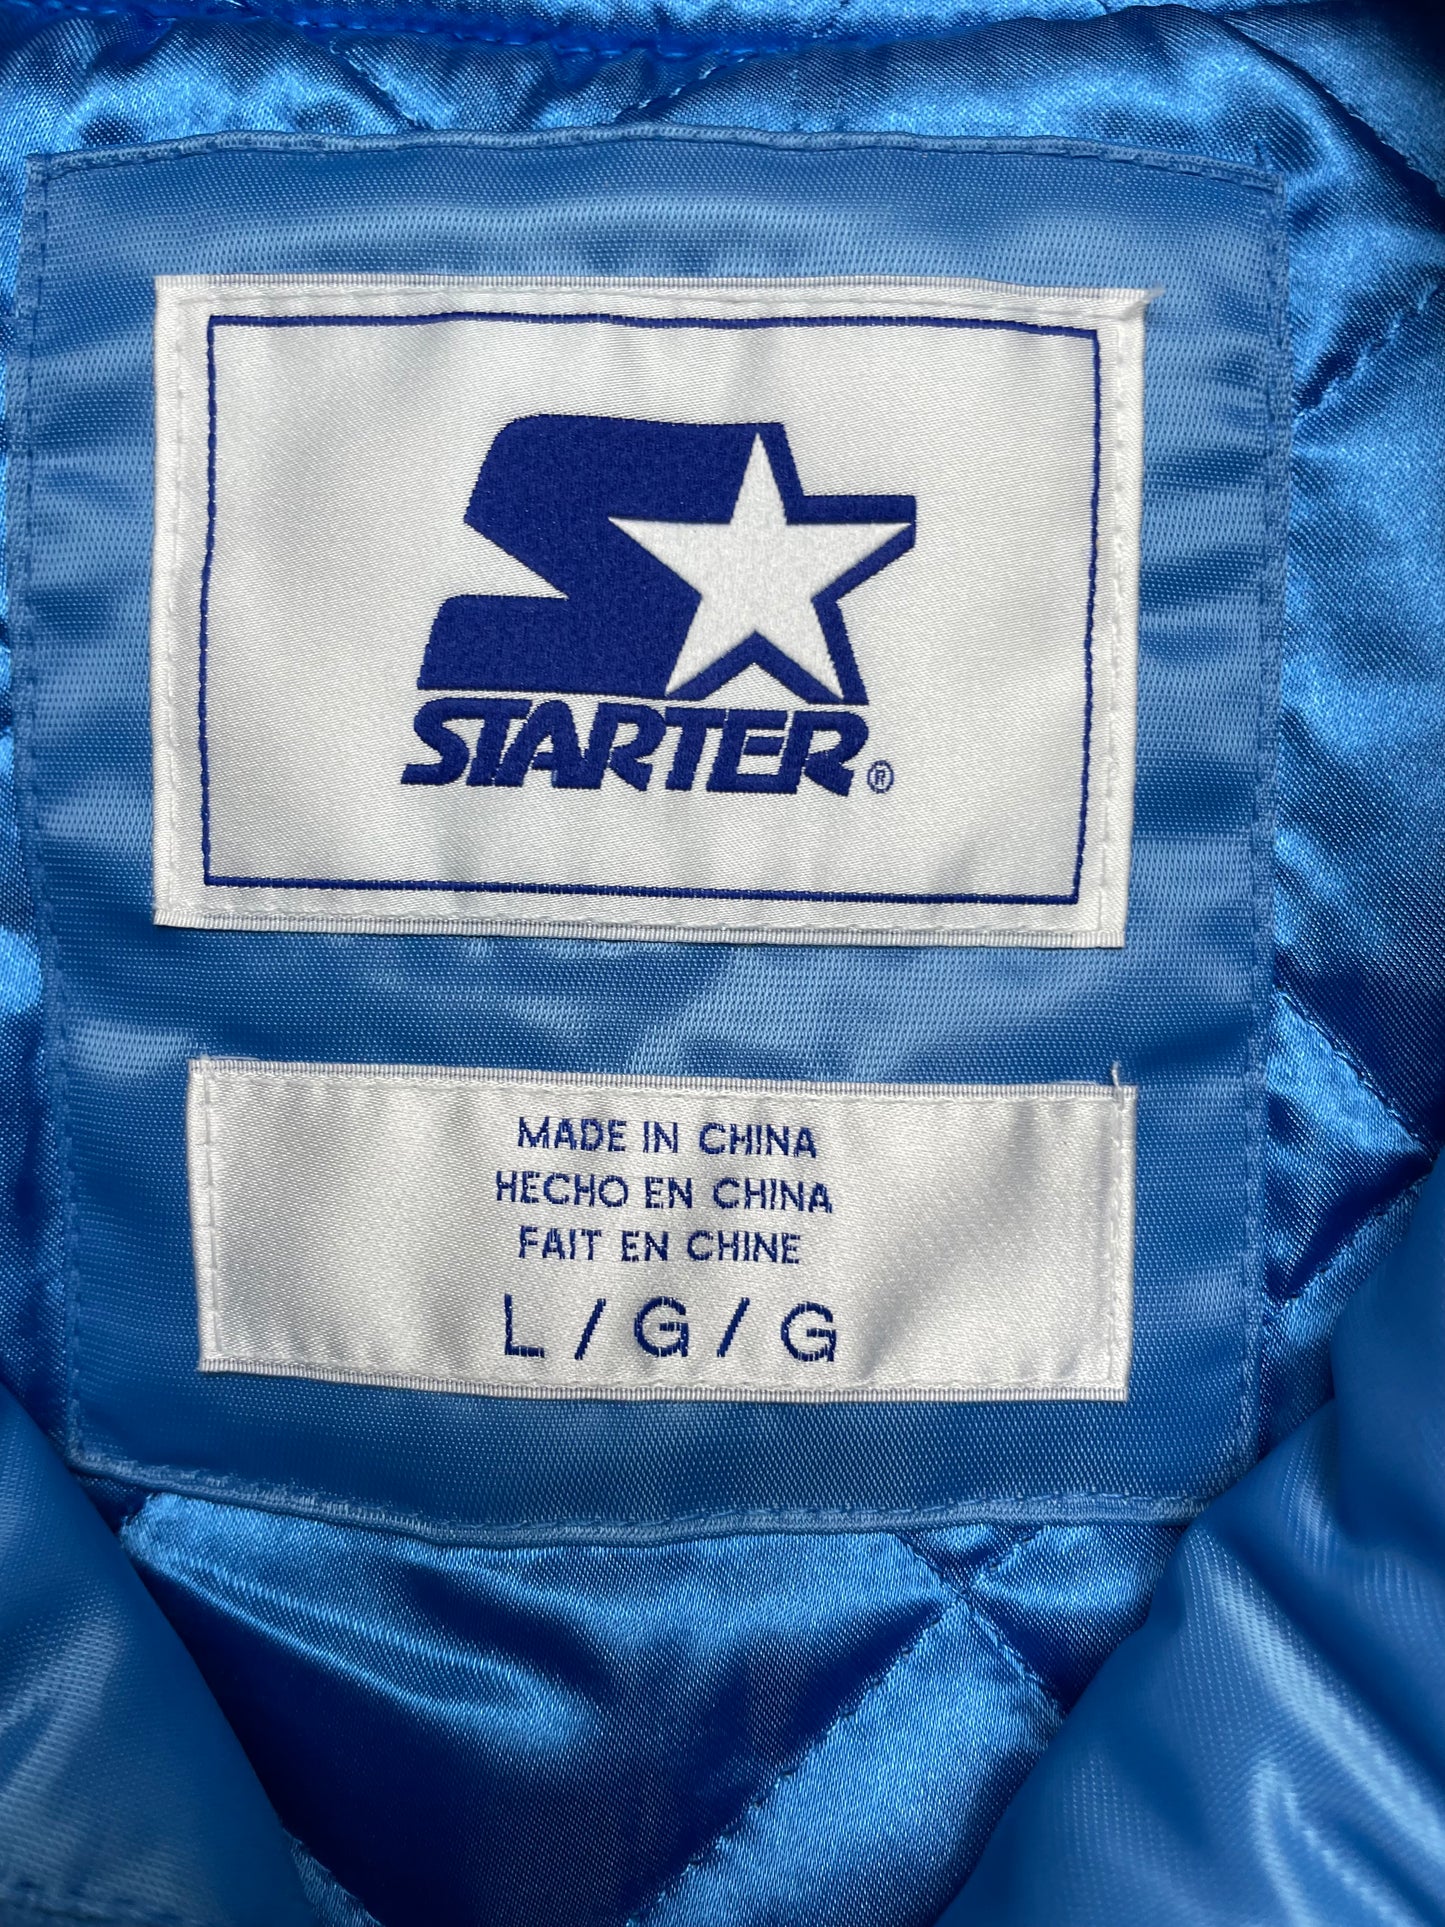 STARTER®
MADE IN CHINA
HECHO EN CHINA
FAIT EN CHINE
L / G / G